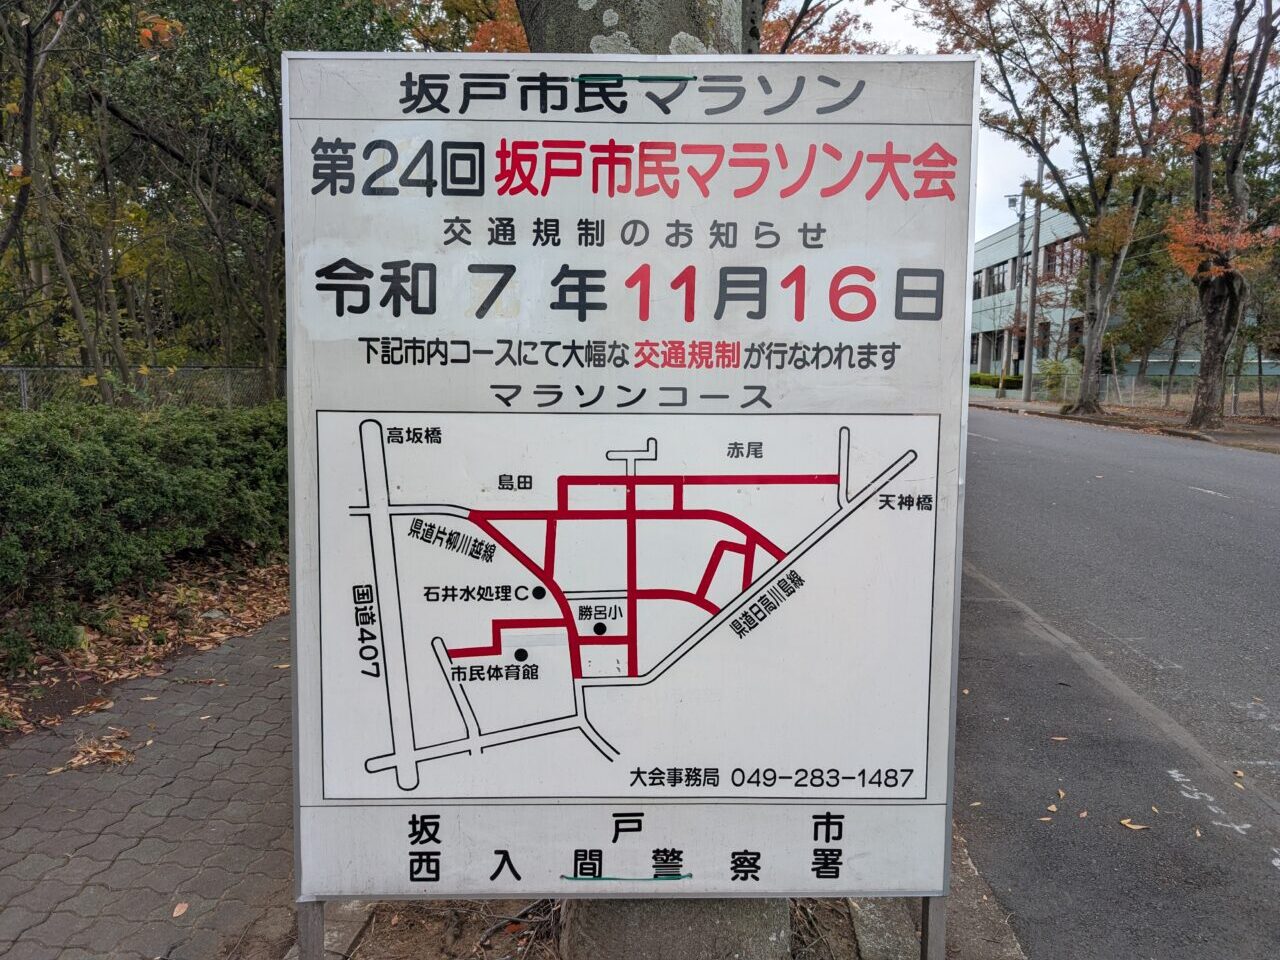 坂戸市民マラソン
第24回坂戸市民マラソン大会
交通規制のお知らせ
令和7年11月16日
下記市内コースにて大幅な交通規制が行なわれます
マラソンコース
高坂橋
赤尾
島田
天神橋
県道片柳川越線
石井水処理C
勝呂小
県道日高川島線
国道407
市民体育館
大会事務局 049-283-1487
坂戸市
西入間警察署